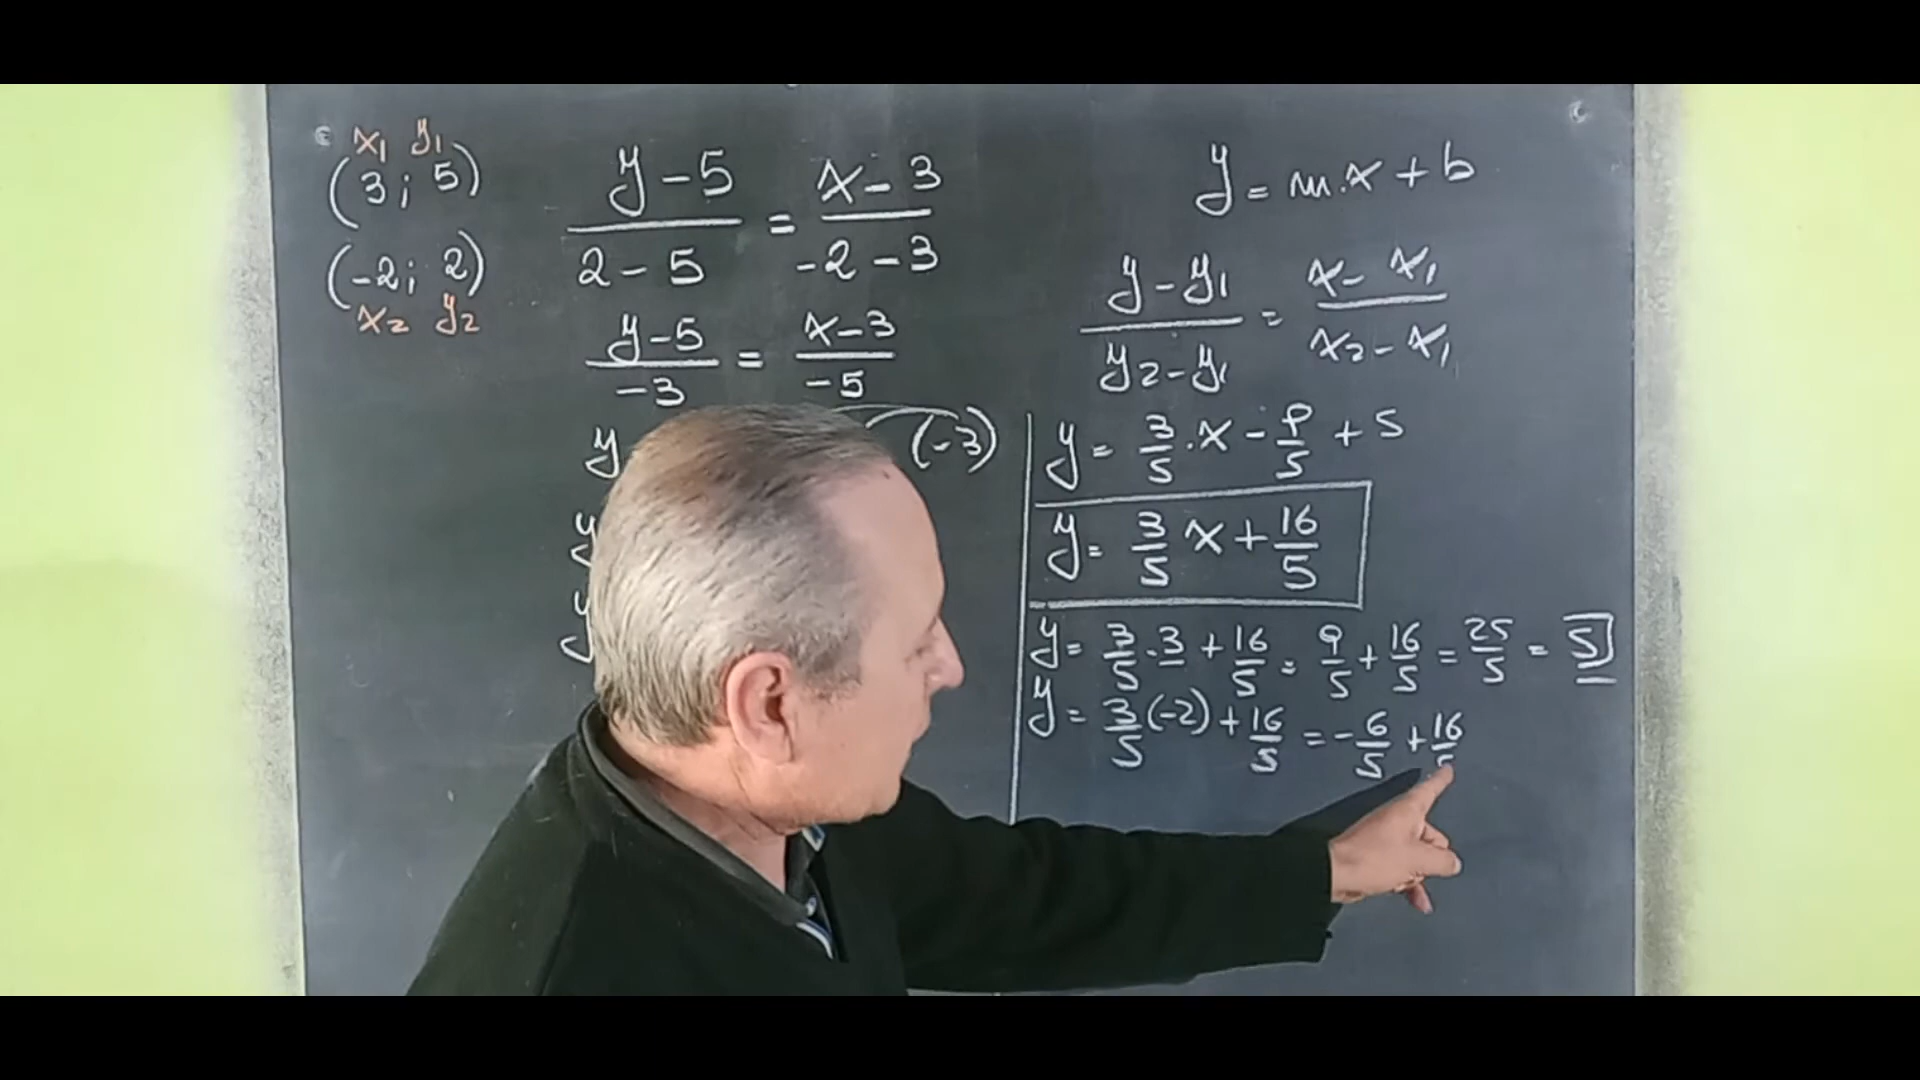 x1 y1
(3; 5)
(-2; 2)
x2 y2
y-5/2-5 = x-3/-2-3
y-5/-3 = x-3/-5
y
(-3)
y
y
y = m.x + b
y-y1/y2-y1 = x-x1/x2-x1
y = 3/5 .x - 9/5 + 5
y = 3/5 x + 16/5
y = 3/5 .3 + 16/5 = 9/5 + 16/5 = 25/5 = 5
y = 3/5 (-2) + 16/5 = - 6/5 + 16/5